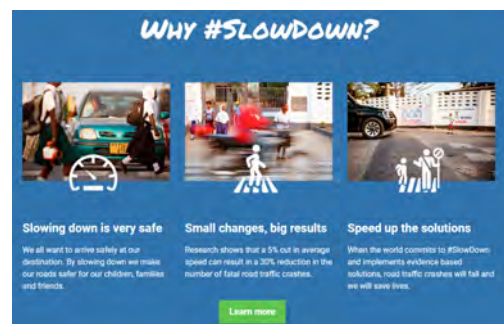 WHY #SLOWDOWN?
Slowing down is very safe
We all want to arrive safely at our
destination. By slowing down we make
our roads safer for our children, families
and friends.
Small changes, big results
Research shows that a 5% cut in average
speed can result in a 30% reduction in the
number of fatal road traffic crashes.
Speed up the solutions
When the world commits to #SlowDown
and implements evidence based
solutions, road traffic crashes will fall and
we will save lives.
Learn more